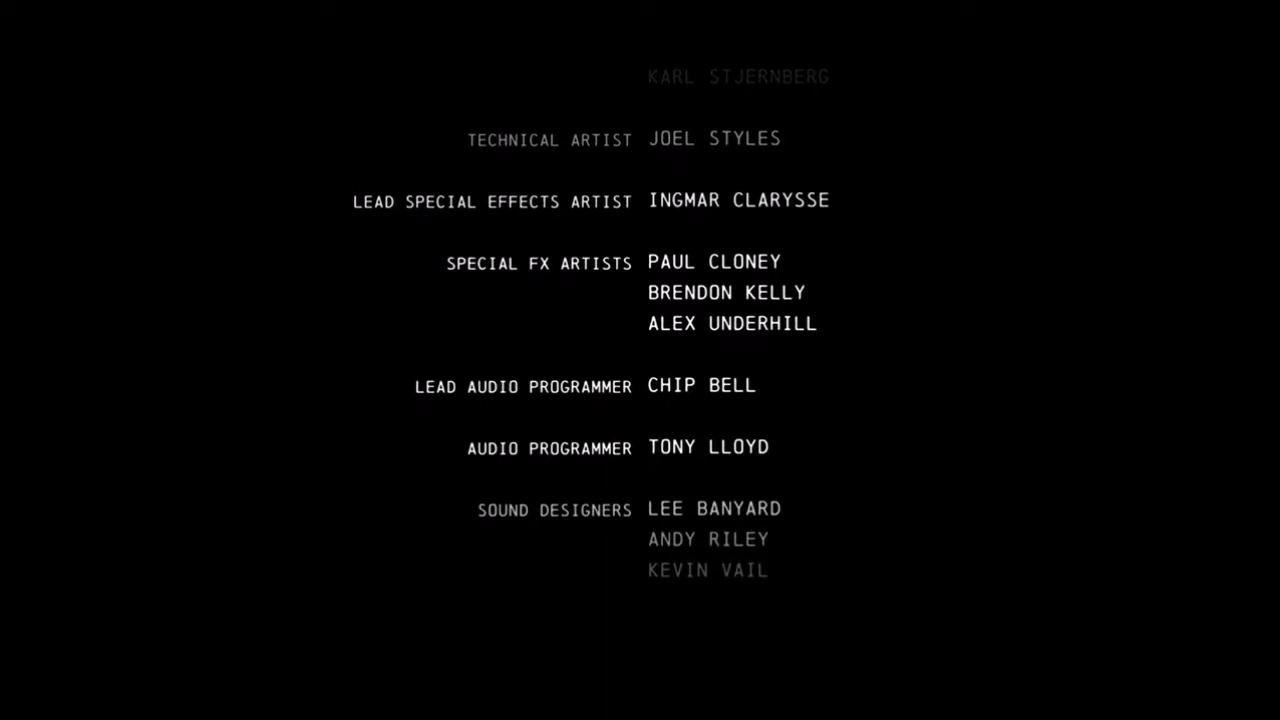 KARL STJERNBERG
TECHNICAL ARTIST JOEL STYLES
LEAD SPECIAL EFFECTS ARTIST INGMAR CLARYSSE
SPECIAL FX ARTISTS PAUL CLONEY
BRENDON KELLY
ALEX UNDERHILL
LEAD AUDIO PROGRAMMER CHIP BELL
AUDIO PROGRAMMER TONY LLOYD
SOUND DESIGNERS LEE BANYARD
ANDY RILEY
KEVIN VAIL